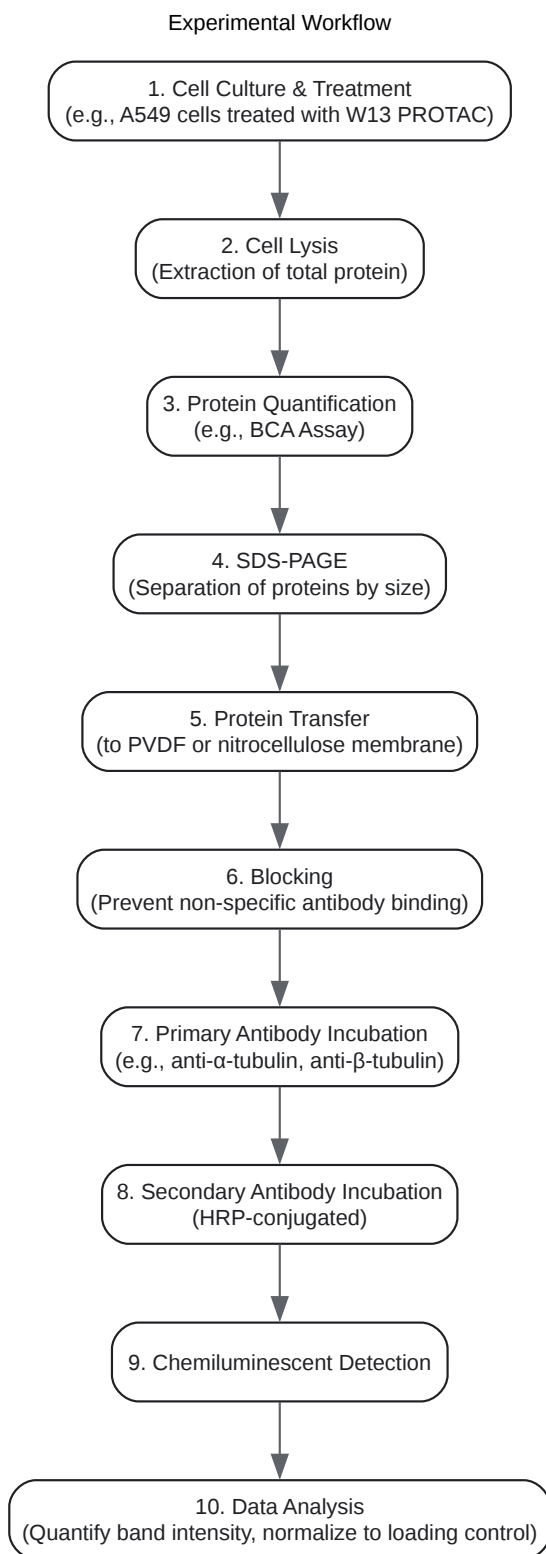 Experimental Workflow
1. Cell Culture & Treatment
(e.g., A549 cells treated with W13 PROTAC)
2. Cell Lysis
(Extraction of total protein)
3. Protein Quantification
(e.g., BCA Assay)
4. SDS-PAGE
(Separation of proteins by size)
5. Protein Transfer
(to PVDF or nitrocellulose membrane)
6. Blocking
(Prevent non-specific antibody binding)
7. Primary Antibody Incubation
(e.g., anti-α-tubulin, anti-β-tubulin)
8. Secondary Antibody Incubation
(HRP-conjugated)
9. Chemiluminescent Detection
10. Data Analysis
(Quantify band intensity, normalize to loading control)